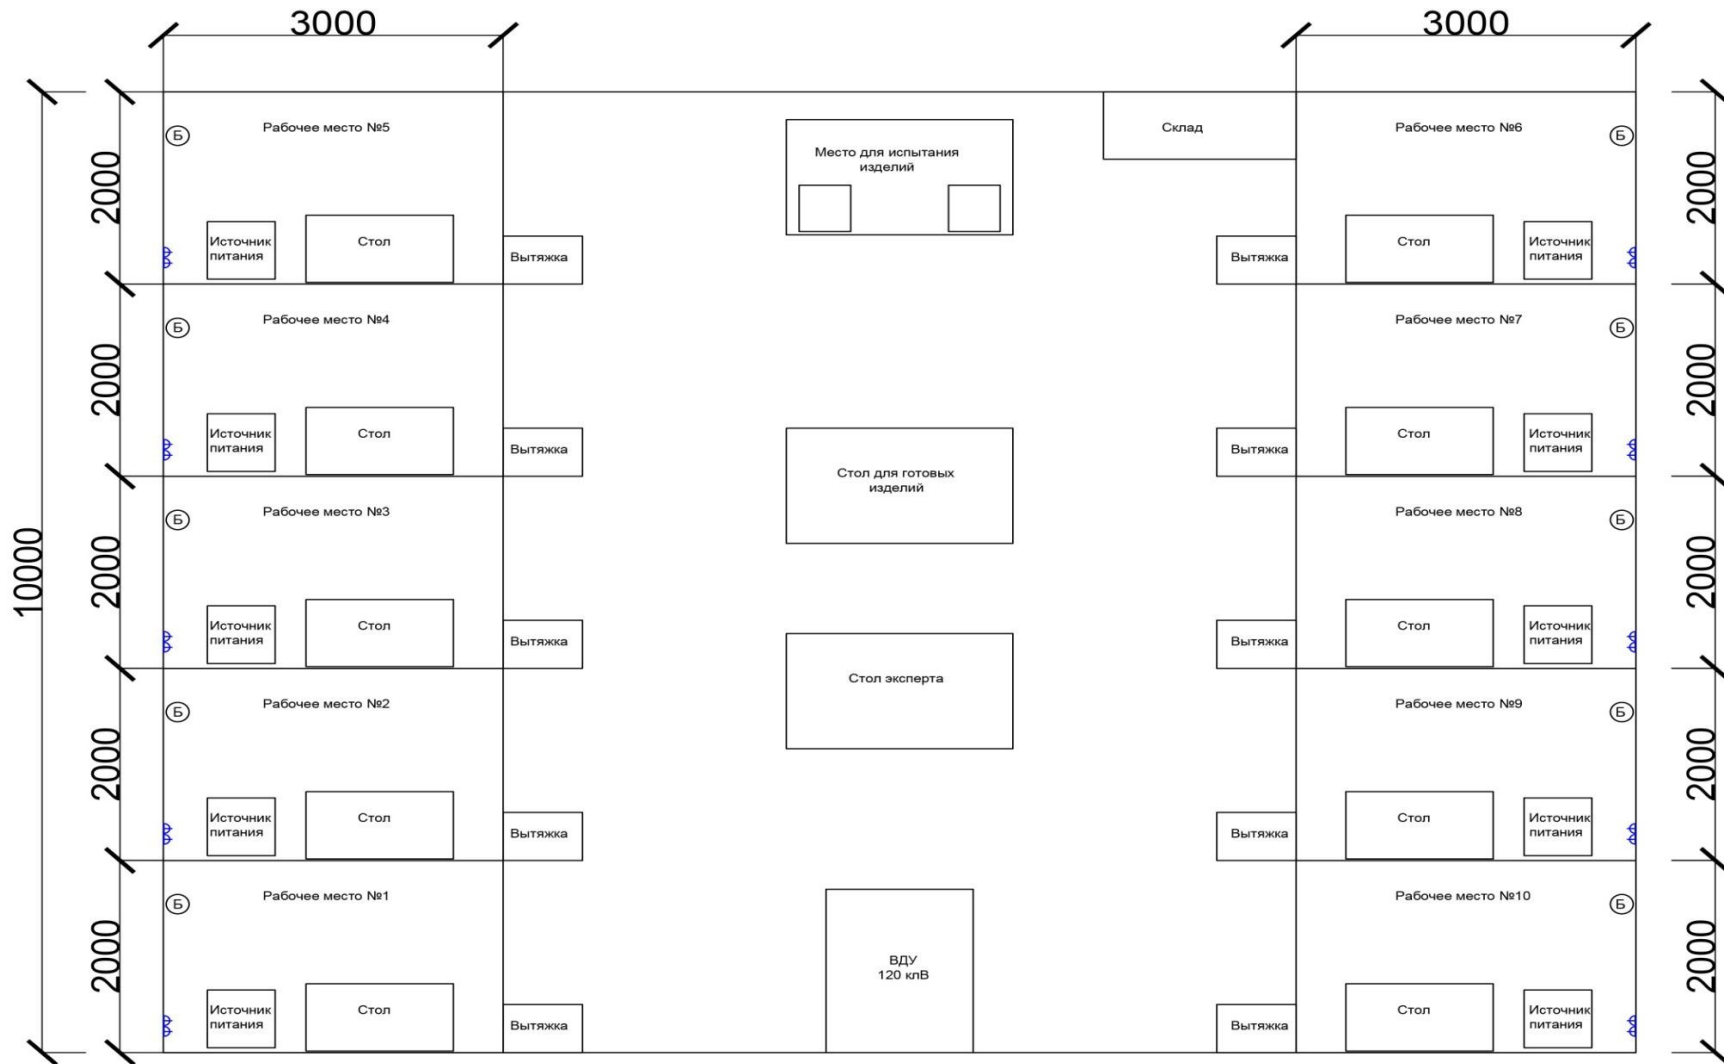 3000
3000
Б
Рабочее место №5
Место для испытания
изделий
Склад
Рабочее место №6
Б
2000
2000
Источник
питания
Стол
Вытяжка
Вытяжка
Стол
Источник
питания
Б
Рабочее место №4
Рабочее место №7
Б
2000
2000
Источник
питания
Стол
Вытяжка
Стол для готовых
изделий
Вытяжка
Стол
Источник
питания
10000
Б
Рабочее место №3
Рабочее место №8
Б
2000
2000
Источник
питания
Стол
Вытяжка
Вытяжка
Стол
Источник
питания
Стол эксперта
Б
Рабочее место №2
Рабочее место №9
Б
2000
2000
Источник
питания
Стол
Вытяжка
Вытяжка
Стол
Источник
питания
Б
Рабочее место №1
Рабочее место №10
Б
2000
2000
ВДУ
120 клВ
Источник
питания
Стол
Вытяжка
Вытяжка
Стол
Источник
питания